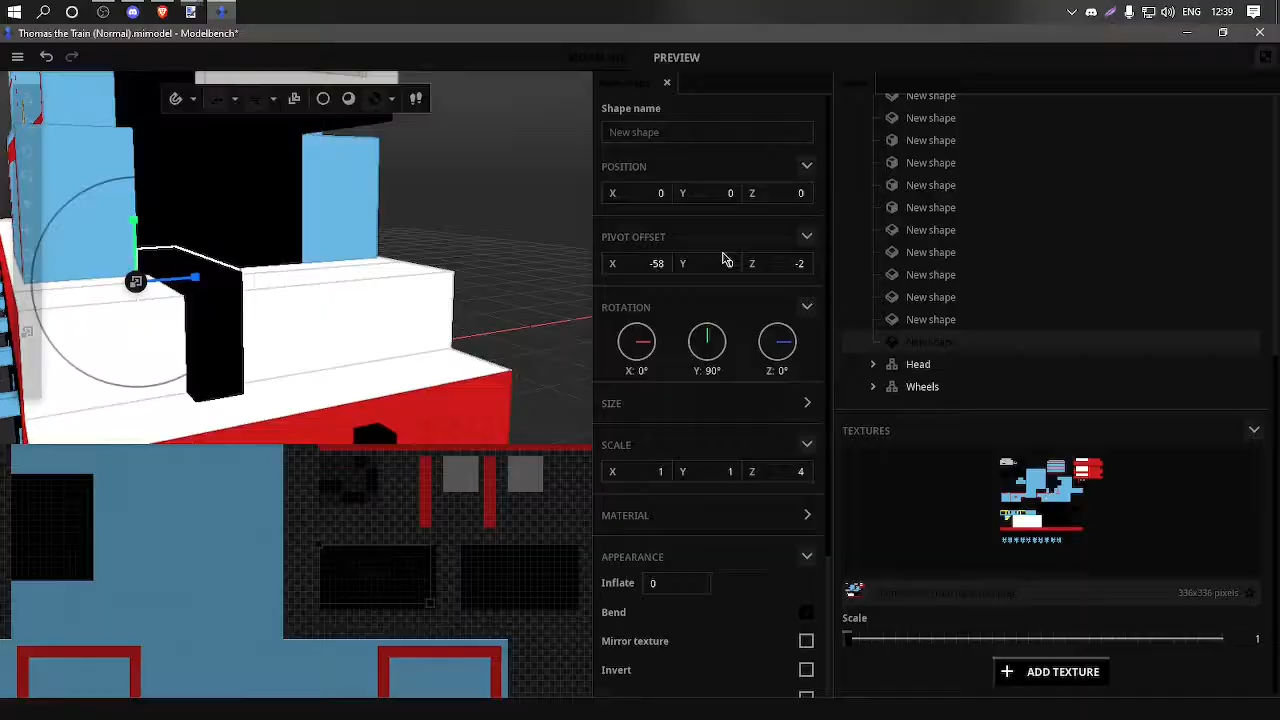 ENG 12:39
Thomas the Train (Normal).mimodel - Modelbench*
PREVIEW
Shape name
New shape
POSITION
X 0 Y 0 Z 0
PIVOT OFFSET
X -58 Y 0 Z -2
ROTATION
X: 0° Y: 90° Z: 0°
SIZE
SCALE
X 1 Y 1 Z 4
MATERIAL
APPEARANCE
Inflate 0
Bend
Mirror texture
Invert
New shape
New shape
New shape
New shape
New shape
New shape
New shape
New shape
New shape
New shape
New shape
Head
Wheels
TEXTURES
336x336 pixels
Scale
1
+ ADD TEXTURE